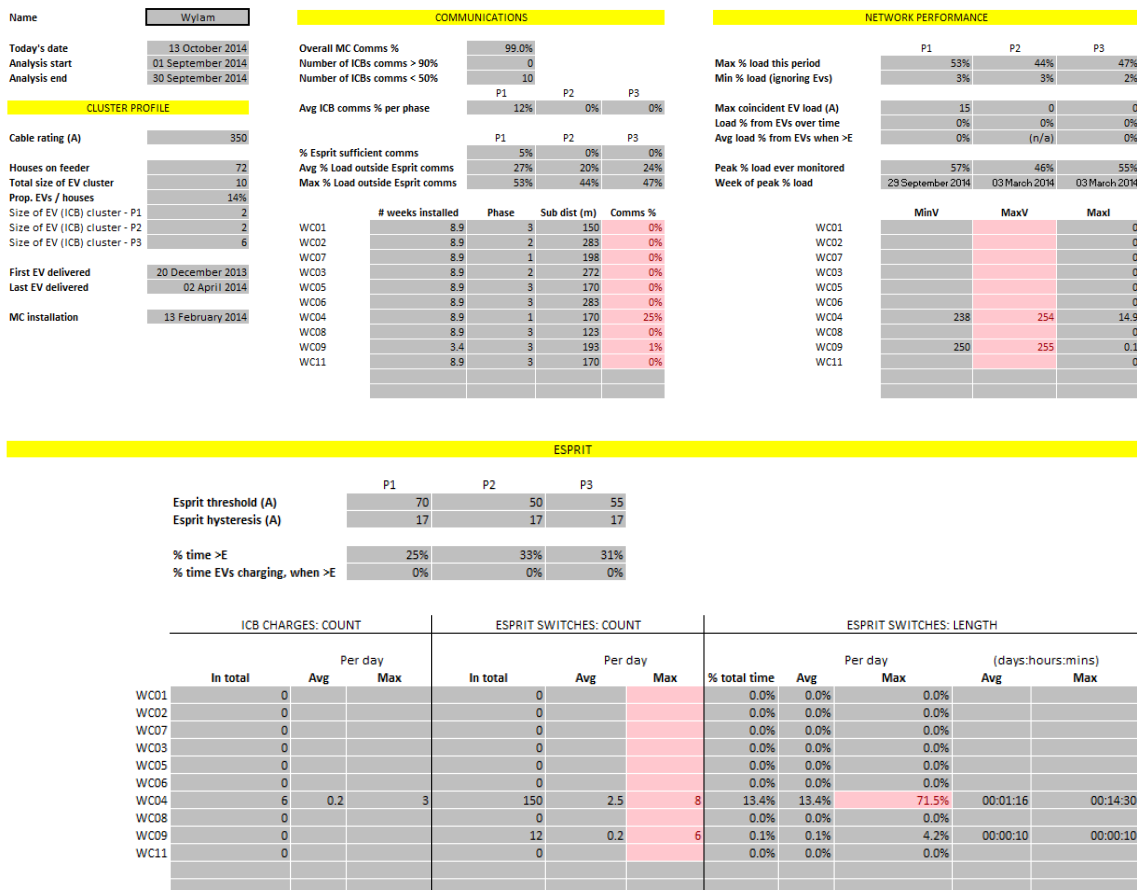 Name Wylam
Today's date 13 October 2014
Analysis start 01 September 2014
Analysis end 30 September 2014
CLUSTER PROFILE
Cable rating (A) 350
Houses on feeder 72
Total size of EV cluster 10
Prop. EVs / houses 14%
Size of EV (ICB) cluster - P1 2
Size of EV (ICB) cluster - P2 2
Size of EV (ICB) cluster - P3 6
First EV delivered 20 December 2013
Last EV delivered 02 April 2014
MC installation 13 February 2014
COMMUNICATIONS
Overall MC Comms % 99.0%
Number of ICBs comms > 90% 0
Number of ICBs comms < 50% 10
P1 P2 P3
Avg ICB comms % per phase 12% 0% 0%
P1 P2 P3
% Esprit sufficient comms 5% 0% 0%
Avg % Load outside Esprit comms 27% 20% 24%
Max % Load outside Esprit comms 53% 44% 47%
# weeks installed Phase Sub dist (m) Comms %
WC01 8.9 3 150 0%
WC02 8.9 2 283 0%
WC07 8.9 1 198 0%
WC03 8.9 2 272 0%
WC05 8.9 3 170 0%
WC06 8.9 3 283 0%
WC04 8.9 1 170 25%
WC08 8.9 3 123 0%
WC09 3.4 3 193 1%
WC11 8.9 3 170 0%
NETWORK PERFORMANCE
P1 P2 P3
Max % load this period 53% 44% 47%
Min % load (ignoring Evs) 3% 3% 2%
Max coincident EV load (A) 15 0 0
Load % from EVs over time 0% 0% 0%
Avg load % from EVs when >E 0% (n/a) 0%
Peak % load ever monitored 57% 46% 55%
Week of peak % load 29 September 2014 03 March 2014 03 March 2014
MinV MaxV MaxI
WC01 0
WC02 0
WC07 0
WC03 0
WC05 0
WC06 0
WC04 238 254 14.9
WC08 0
WC09 250 255 0.1
WC11 0
ESPRIT
P1 P2 P3
Esprit threshold (A) 70 50 55
Esprit hysteresis (A) 17 17 17
% time >E 25% 33% 31%
% time EVs charging, when >E 0% 0% 0%
ICB CHARGES: COUNT ESPRIT SWITCHES: COUNT ESPRIT SWITCHES: LENGTH
Per day Per day Per day (days:hours:mins)
In total Avg Max In total Avg Max % total time Avg Max Avg Max
WC01 0 0 0.0% 0.0% 0.0%
WC02 0 0 0.0% 0.0% 0.0%
WC07 0 0 0.0% 0.0% 0.0%
WC03 0 0 0.0% 0.0% 0.0%
WC05 0 0 0.0% 0.0% 0.0%
WC06 0 0 0.0% 0.0% 0.0%
WC04 6 0.2 3 150 2.5 8 13.4% 13.4% 71.5% 00:01:16 00:14:30
WC08 0 0 0.0% 0.0% 0.0%
WC09 0 12 0.2 6 0.1% 0.1% 4.2% 00:00:10 00:00:10
WC11 0 0 0.0% 0.0% 0.0%